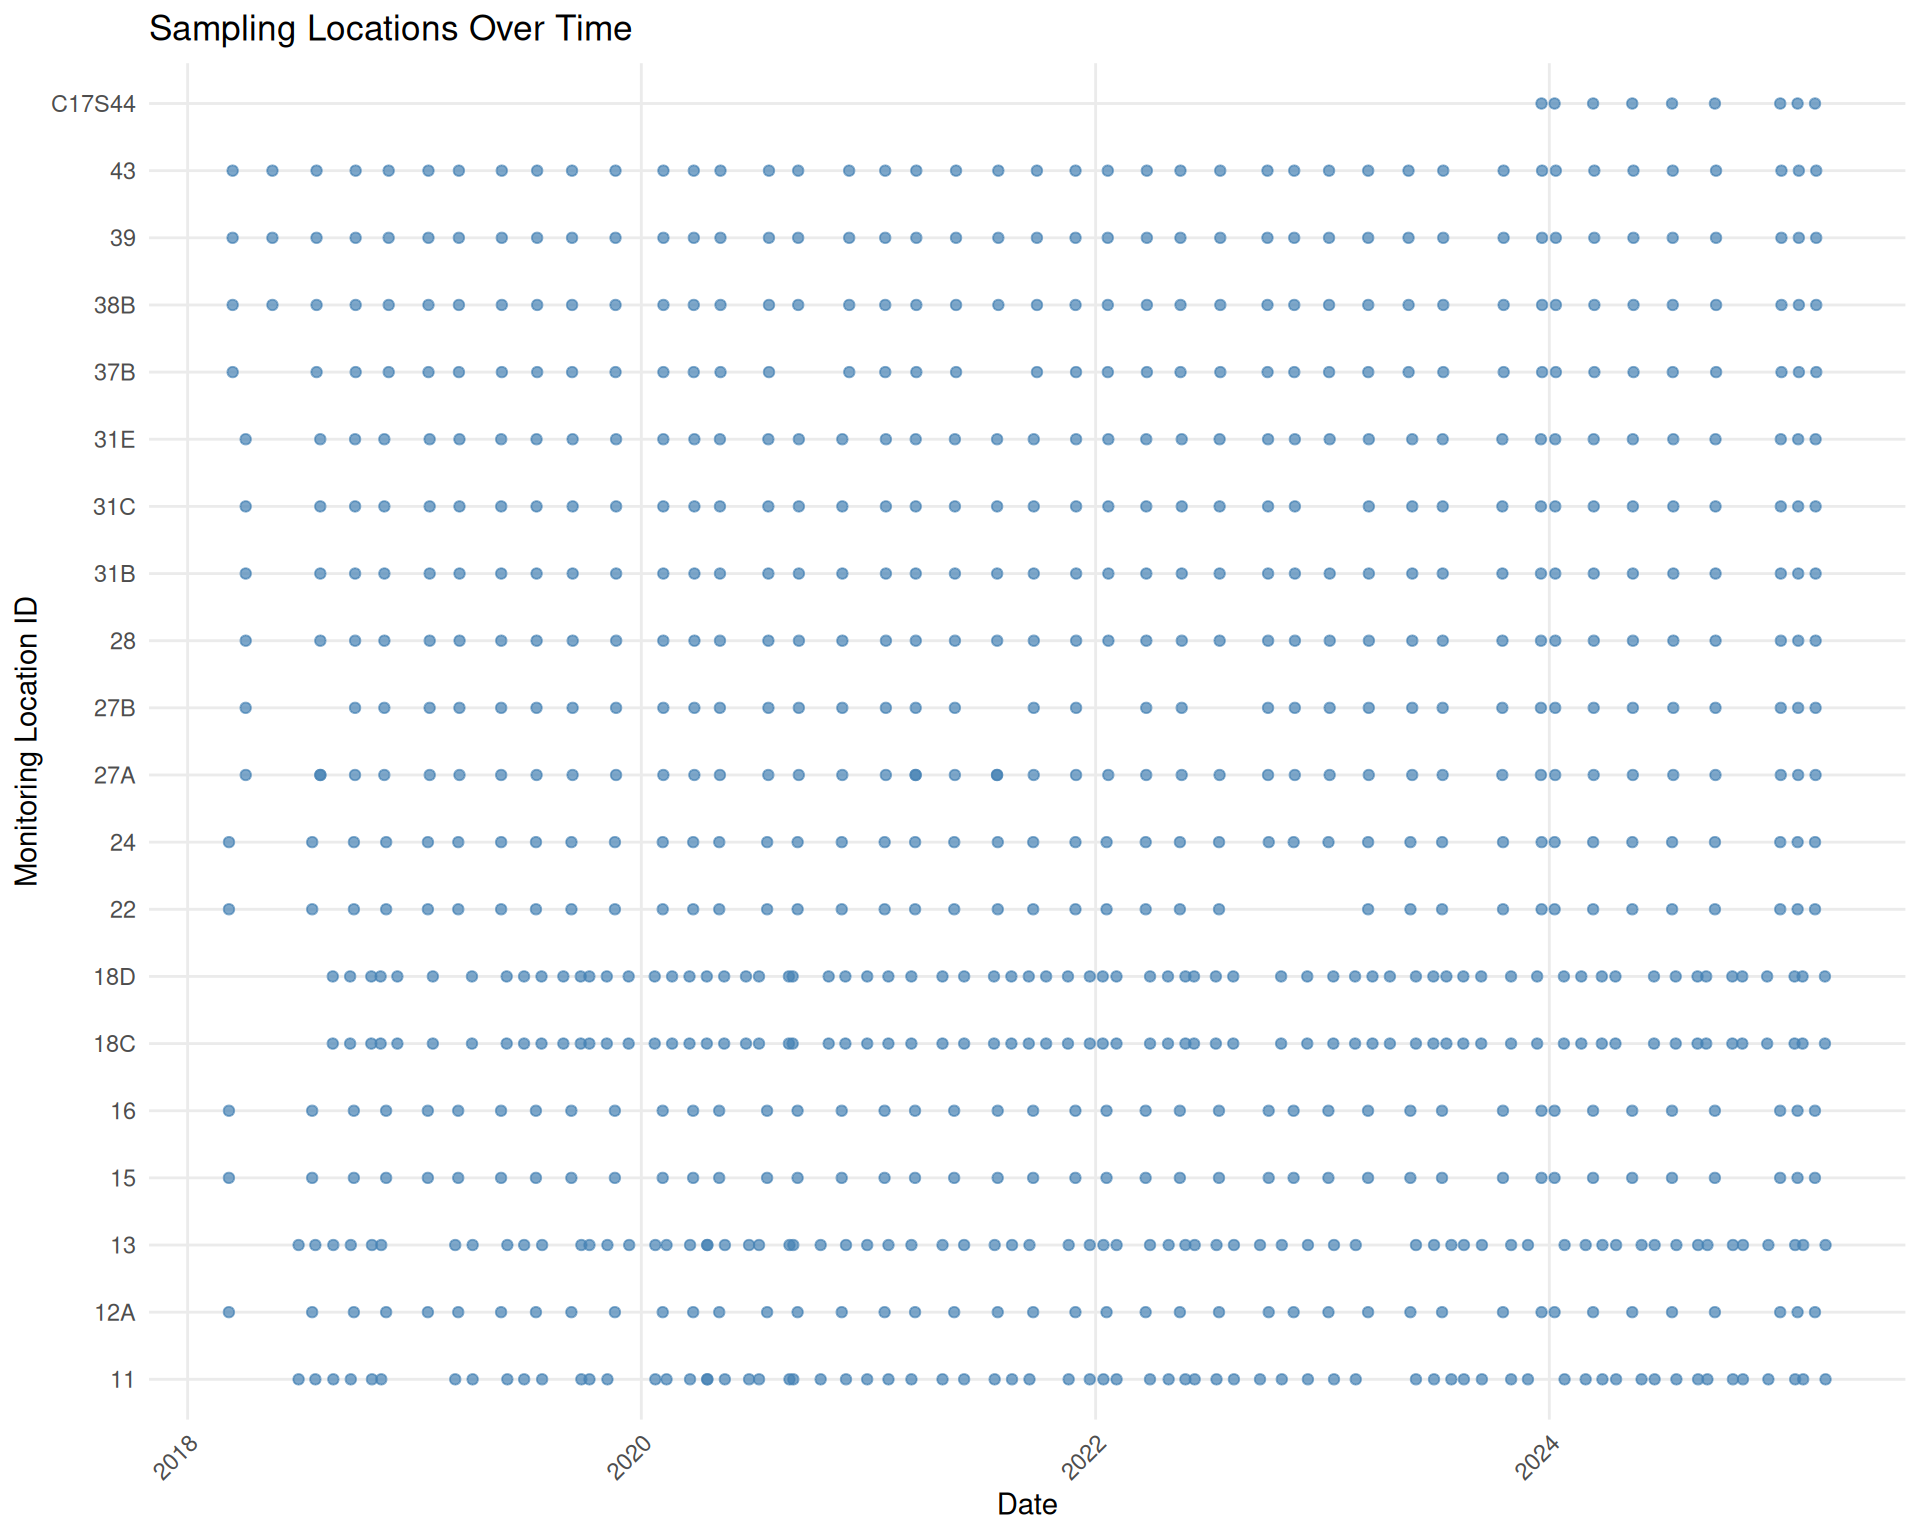 Sampling Locations Over Time
C17S44
43
39
38B
37B
31E
31C
31B
28
27B
27A
24
22
18D
18C
16
15
13
12A
11
Monitoring Location ID
2018
2020
2022
2024
Date